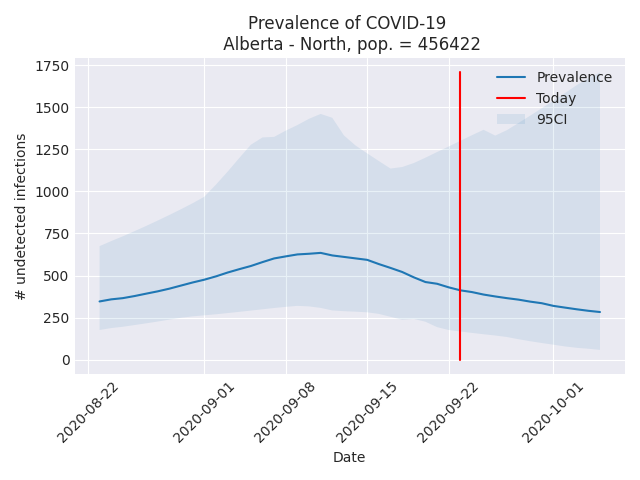 Prevalence of COVID-19
Alberta - North, pop. = 456422
1750
1500
1250
1000
750
500
250
0
# undetected infections
Prevalence
Today
95CI
2020-08-22
2020-09-01
2020-09-08
2020-09-15
2020-09-22
2020-10-01
Date